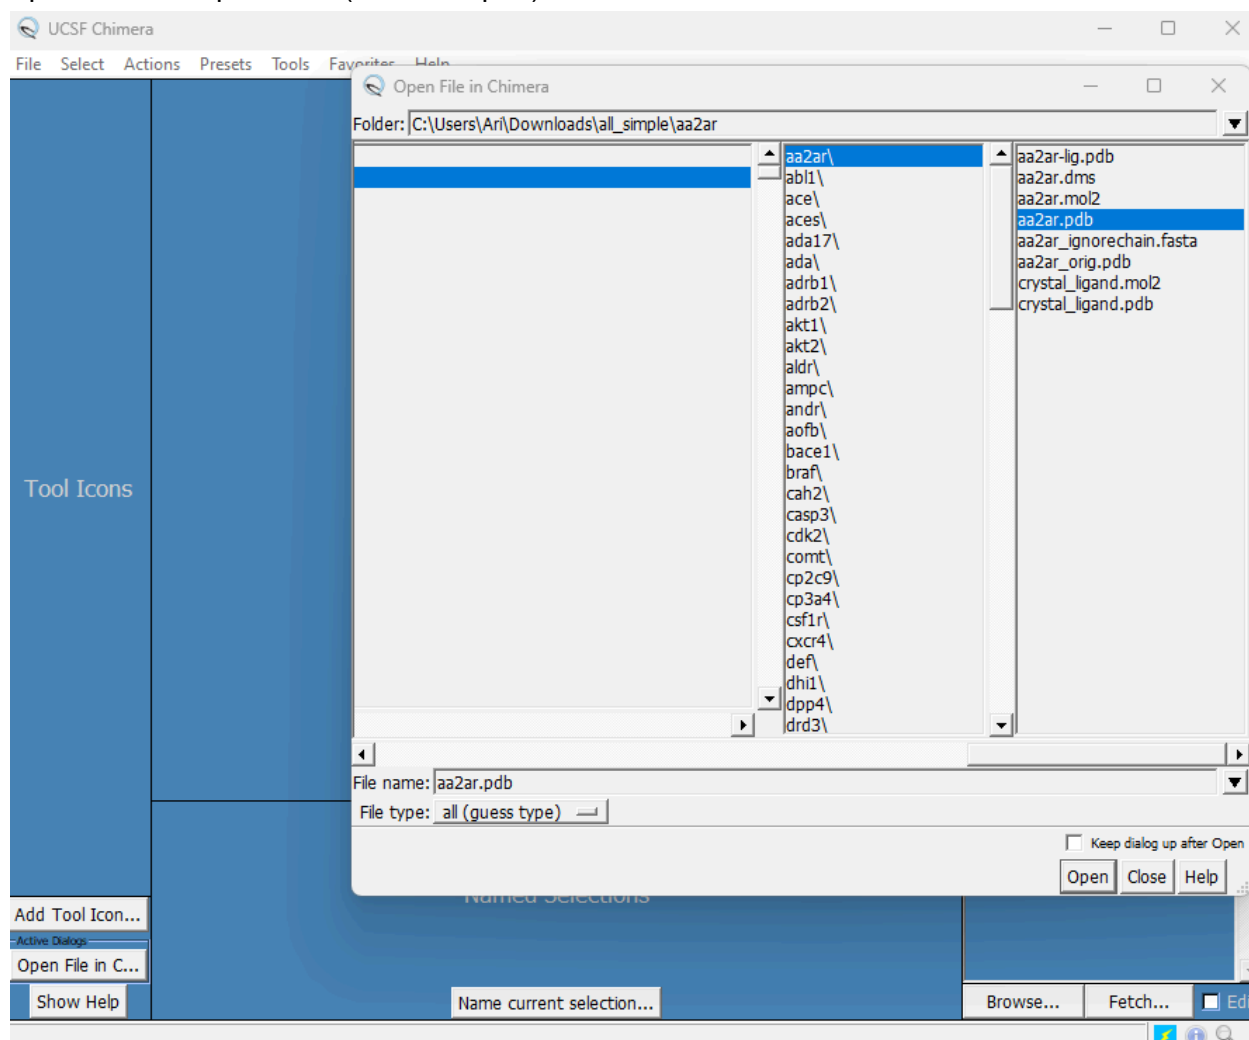 UCSF Chimera
File Select Actions Presets Tools Favorites Help
Open File in Chimera
Folder: C:\Users\Ari\Downloads\all_simple\aa2ar
aa2ar\
abl1\
ace\
aces\
ada17\
ada\
adrb1\
adrb2\
akt1\
akt2\
aldr\
ampc\
andr\
aofb\
bace1\
braf\
cah2\
casp3\
cdk2\
comt\
cp2c9\
cp3a4\
csf1r\
cxcr4\
def\
dhi1\
dpp4\
drd3\
aa2ar-lig.pdb
aa2ar.dms
aa2ar.mol2
aa2ar.pdb
aa2ar_ignorechain.fasta
aa2ar_orig.pdb
crystal_ligand.mol2
crystal_ligand.pdb
File name: aa2ar.pdb
File type: all (guess type)
Keep dialog up after Open
Open Close Help
Tool Icons
Named Selections
Add Tool Icon...
Active Dialogs
Open File in C...
Show Help
Name current selection...
Browse... Fetch... Edi